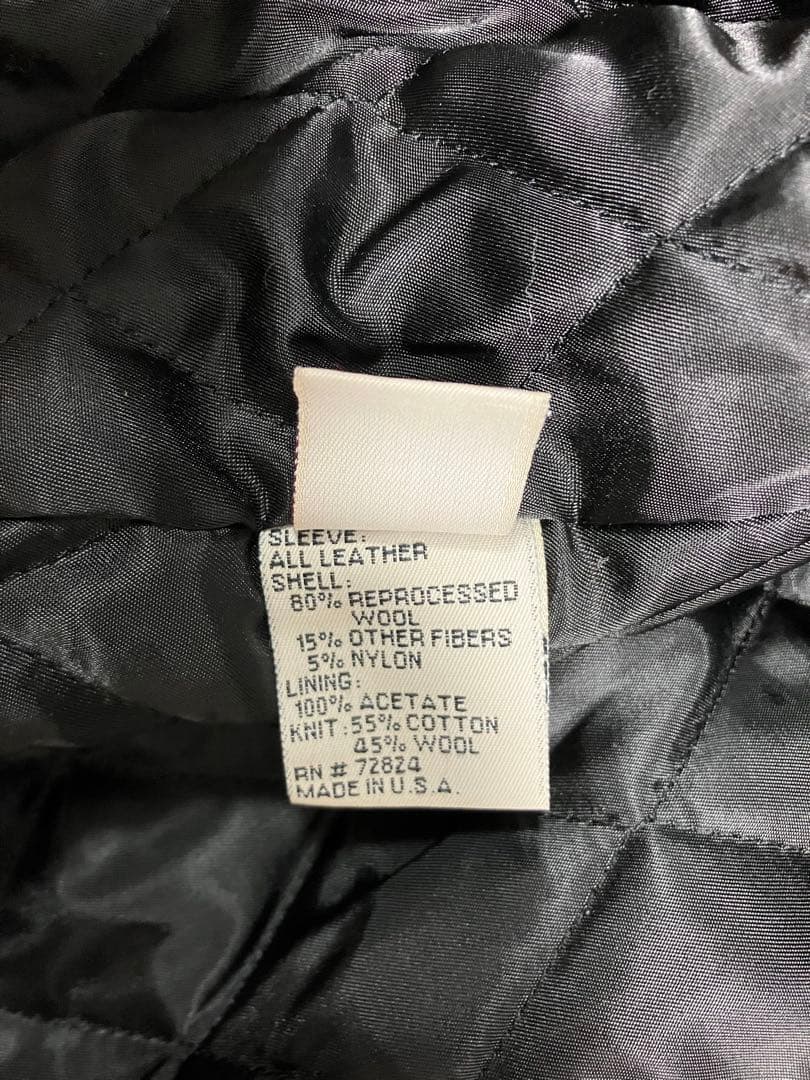 SLEEVE:
ALL LEATHER
SHELL:
80% REPROCESSED
WOOL
15% OTHER FIBERS
5% NYLON
LINING:
100% ACETATE
KNIT: 55% COTTON
45% WOOL
RN # 72824
MADE IN U.S.A.